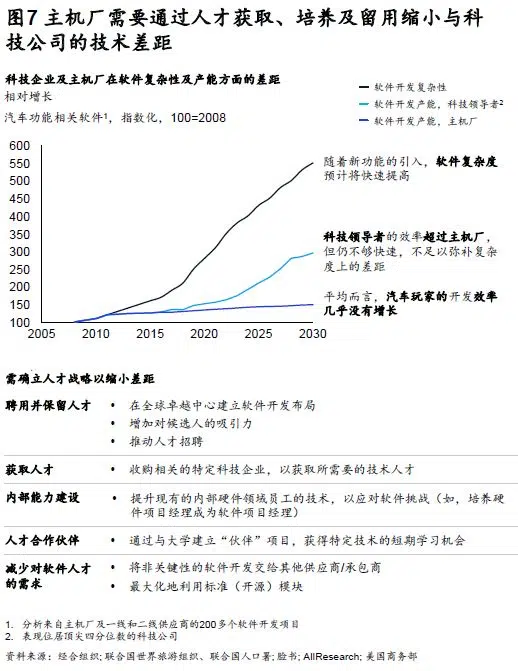 图7 主机厂需要通过人才获取、培养及留用缩小与科
技公司的技术差距
科技企业及主机厂在软件复杂性及产能方面的差距
相对增长
汽车功能相关软件1，指数化，100=2008
软件开发复杂性
软件开发产能，科技领导者2
软件开发产能，主机厂
600
550
500
450
400
350
300
250
200
150
100
2005
2010
2015
2020
2025
2030
随着新功能的引入，软件复杂度
预计将快速提高
科技领导者的效率超过主机厂，
但仍不够快速，不足以弥补复杂
度上的差距
平均而言，汽车玩家的开发效率
几乎没有增长
需确立人才战略以缩小差距
聘用并保留人才
• 在全球卓越中心建立软件开发布局
• 增加对候选人的吸引力
• 推动人才招聘
获取人才
• 收购相关的特定科技企业，以获取所需要的技术人才
内部能力建设
• 提升现有的内部硬件领域员工的技术，以应对软件挑战（如，培养硬
件项目经理成为软件项目经理）
人才合作伙伴
• 通过与大学建立“伙伴”项目，获得特定技术的短期学习机会
减少对软件人才
的需求
• 将非关键性的软件开发交给其他供应商/承包商
• 最大化地利用标准（开源）模块
1. 分析来自主机厂及一线和二线供应商的200多个软件开发项目
2. 表现位居顶尖四分位数的科技公司
资料来源：经合组织; 联合国世界旅游组织、联合国人口署; 脸书; AllResearch; 美国商务部